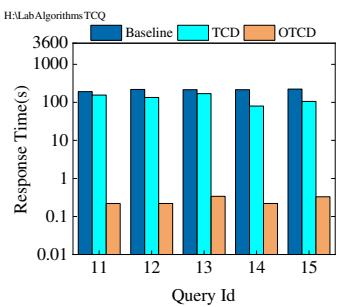 H:\LabAlgorithmsTCQ
Baseline TCD OTCD
3600
1000
100
10
1
0.1
0.01
Response Time(s)
11 12 13 14 15
Query Id